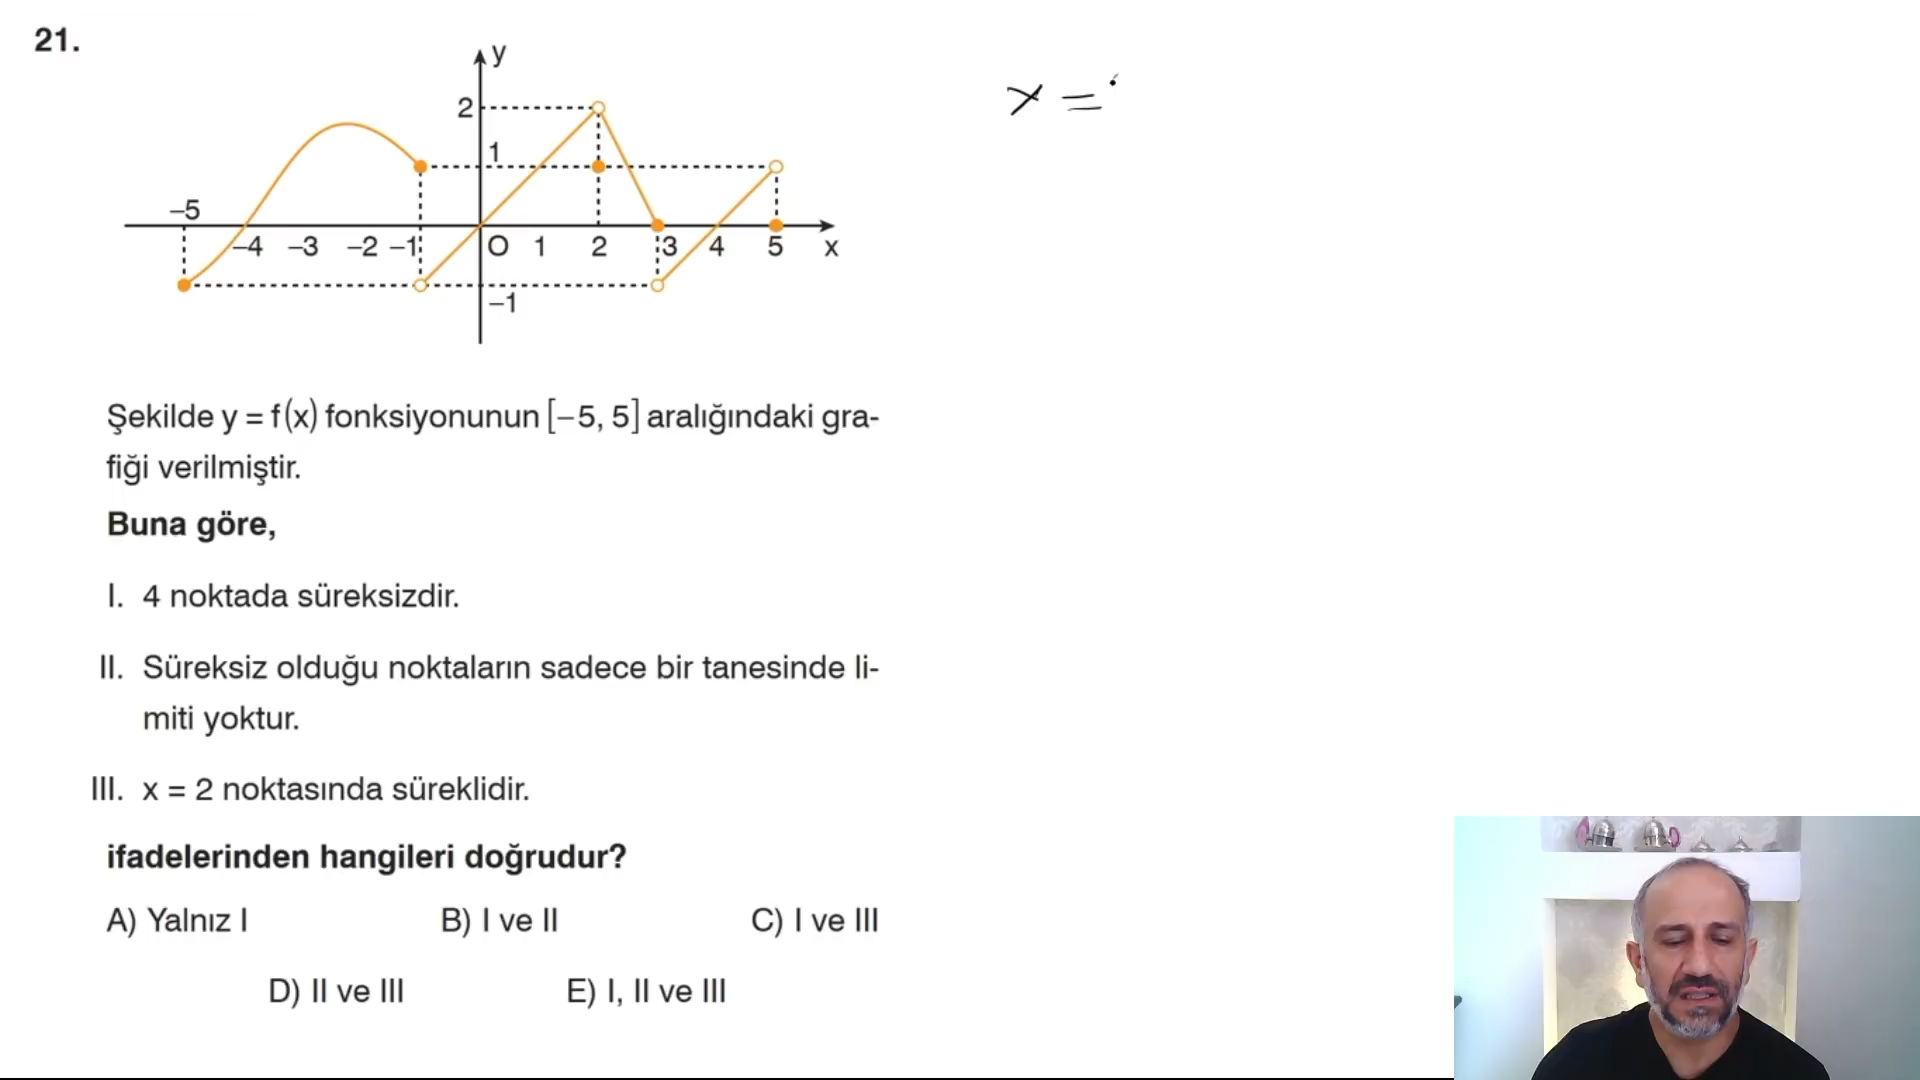 21.
y
2
1
–5
–4 –3 –2 –1 O 1 2 3 4 5 x
–1
x =
Şekilde y = f(x) fonksiyonunun [–5, 5] aralığındaki gra-
fiği verilmiştir.
Buna göre,
I. 4 noktada süreksizdir.
II. Süreksiz olduğu noktaların sadece bir tanesinde li-
miti yoktur.
III. x = 2 noktasında süreklidir.
ifadelerinden hangileri doğrudur?
A) Yalnız I B) I ve II C) I ve III
D) II ve III E) I, II ve III